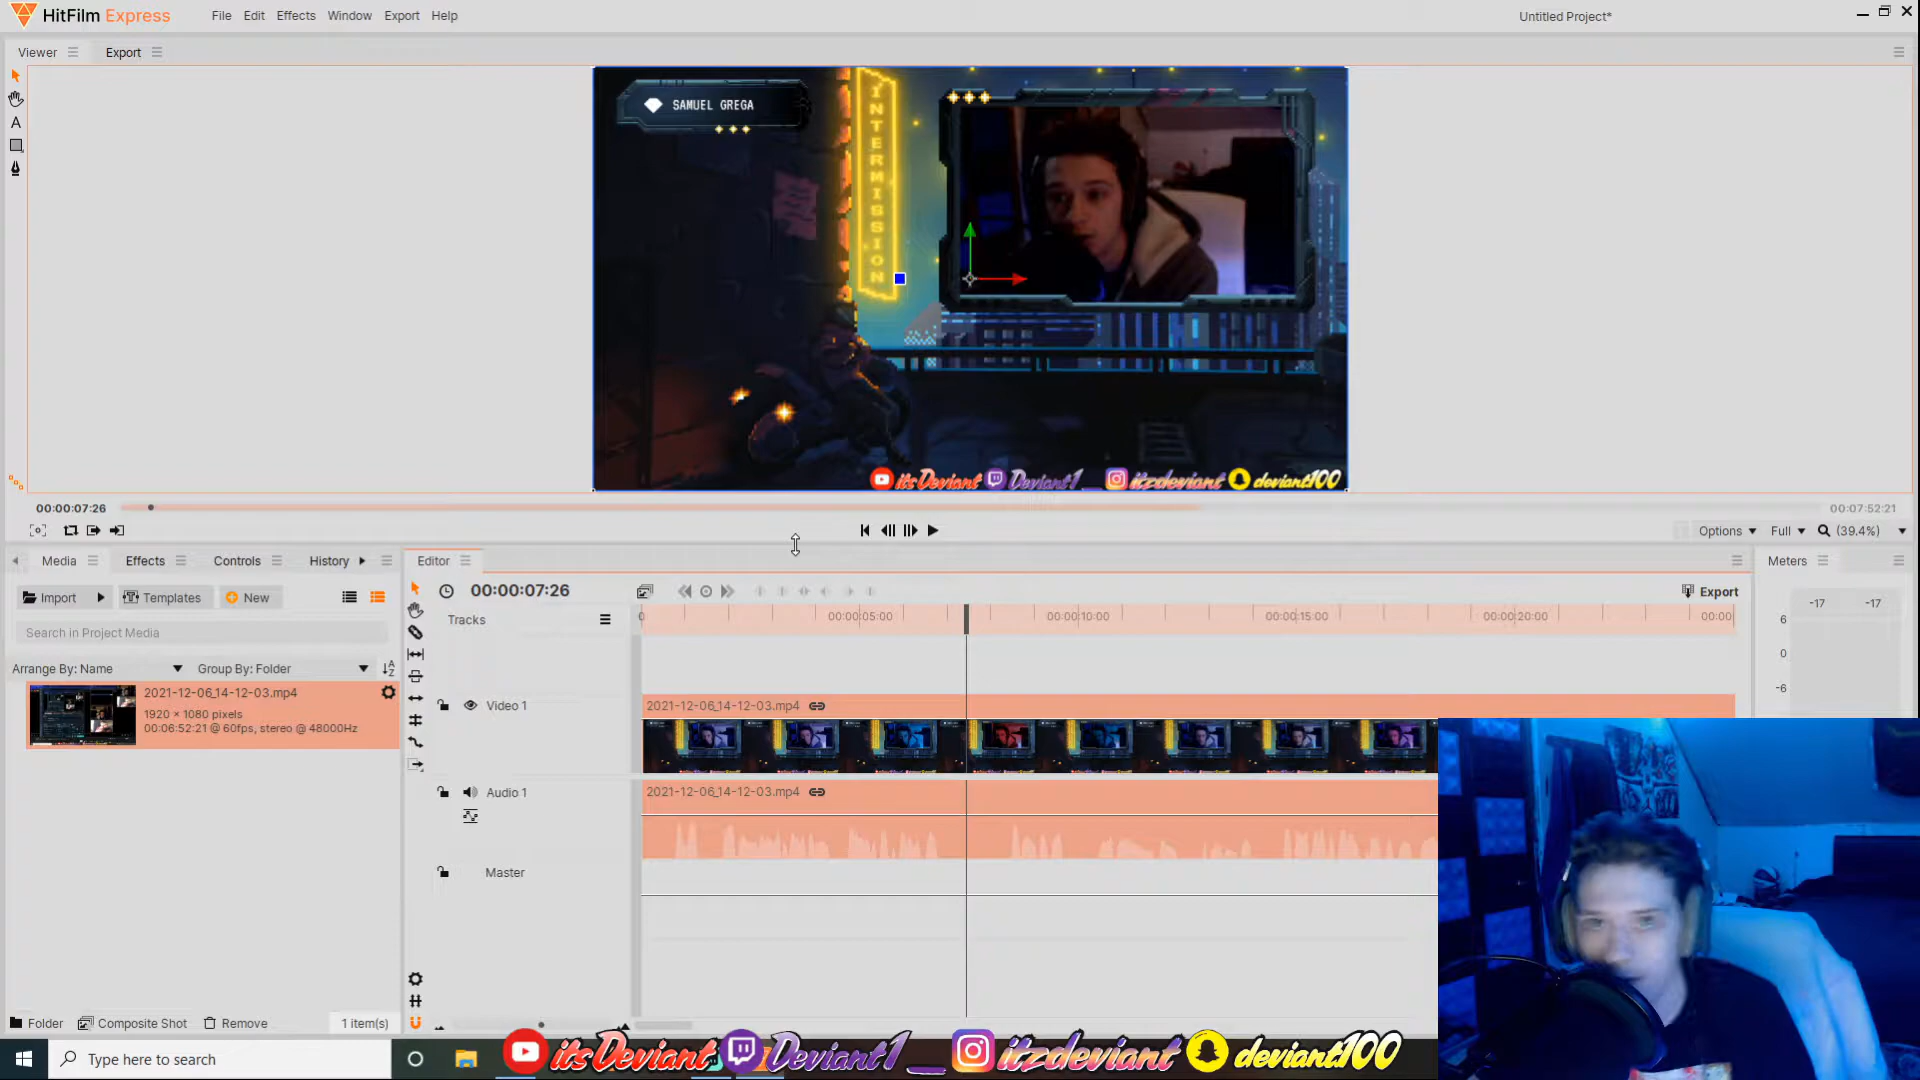 HitFilm Express
File Edit Effects Window Export Help
Untitled Project*
Viewer Export
SAMUEL GREGA
INTERMISSION
itsDeviant Deviant1__ itzdeviant deviant100
00:00:07:26
00:07:52:21
Options Full (39.4%)
Media Effects Controls History
Editor
Meters
Import Templates New
00:00:07:26
Export
-17 -17
Search in Project Media
Tracks
0 00:00:05:00 00:00:10:00 00:00:15:00 00:00:20:00 00:00
6
0
-6
Arrange By: Name Group By: Folder
2021-12-06_14-12-03.mp4
1920 × 1080 pixels
00:06:52:21 @ 60fps, stereo @ 48000Hz
Video 1
2021-12-06_14-12-03.mp4
Audio 1
2021-12-06_14-12-03.mp4
Master
Folder Composite Shot Remove 1 item(s)
Type here to search
itsDeviant Deviant1__ itzdeviant deviant100